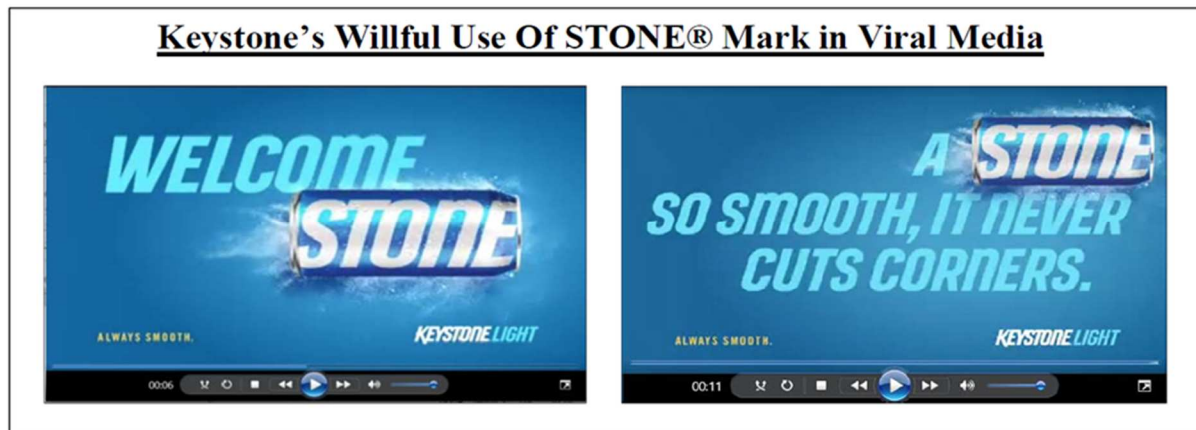 Keystone's Willful Use Of STONE® Mark in Viral Media
WELCOME
STONE
ALWAYS SMOOTH.
KEYSTONE LIGHT
00:06
A STONE
SO SMOOTH, IT NEVER
CUTS CORNERS.
ALWAYS SMOOTH.
KEYSTONE LIGHT
00:11